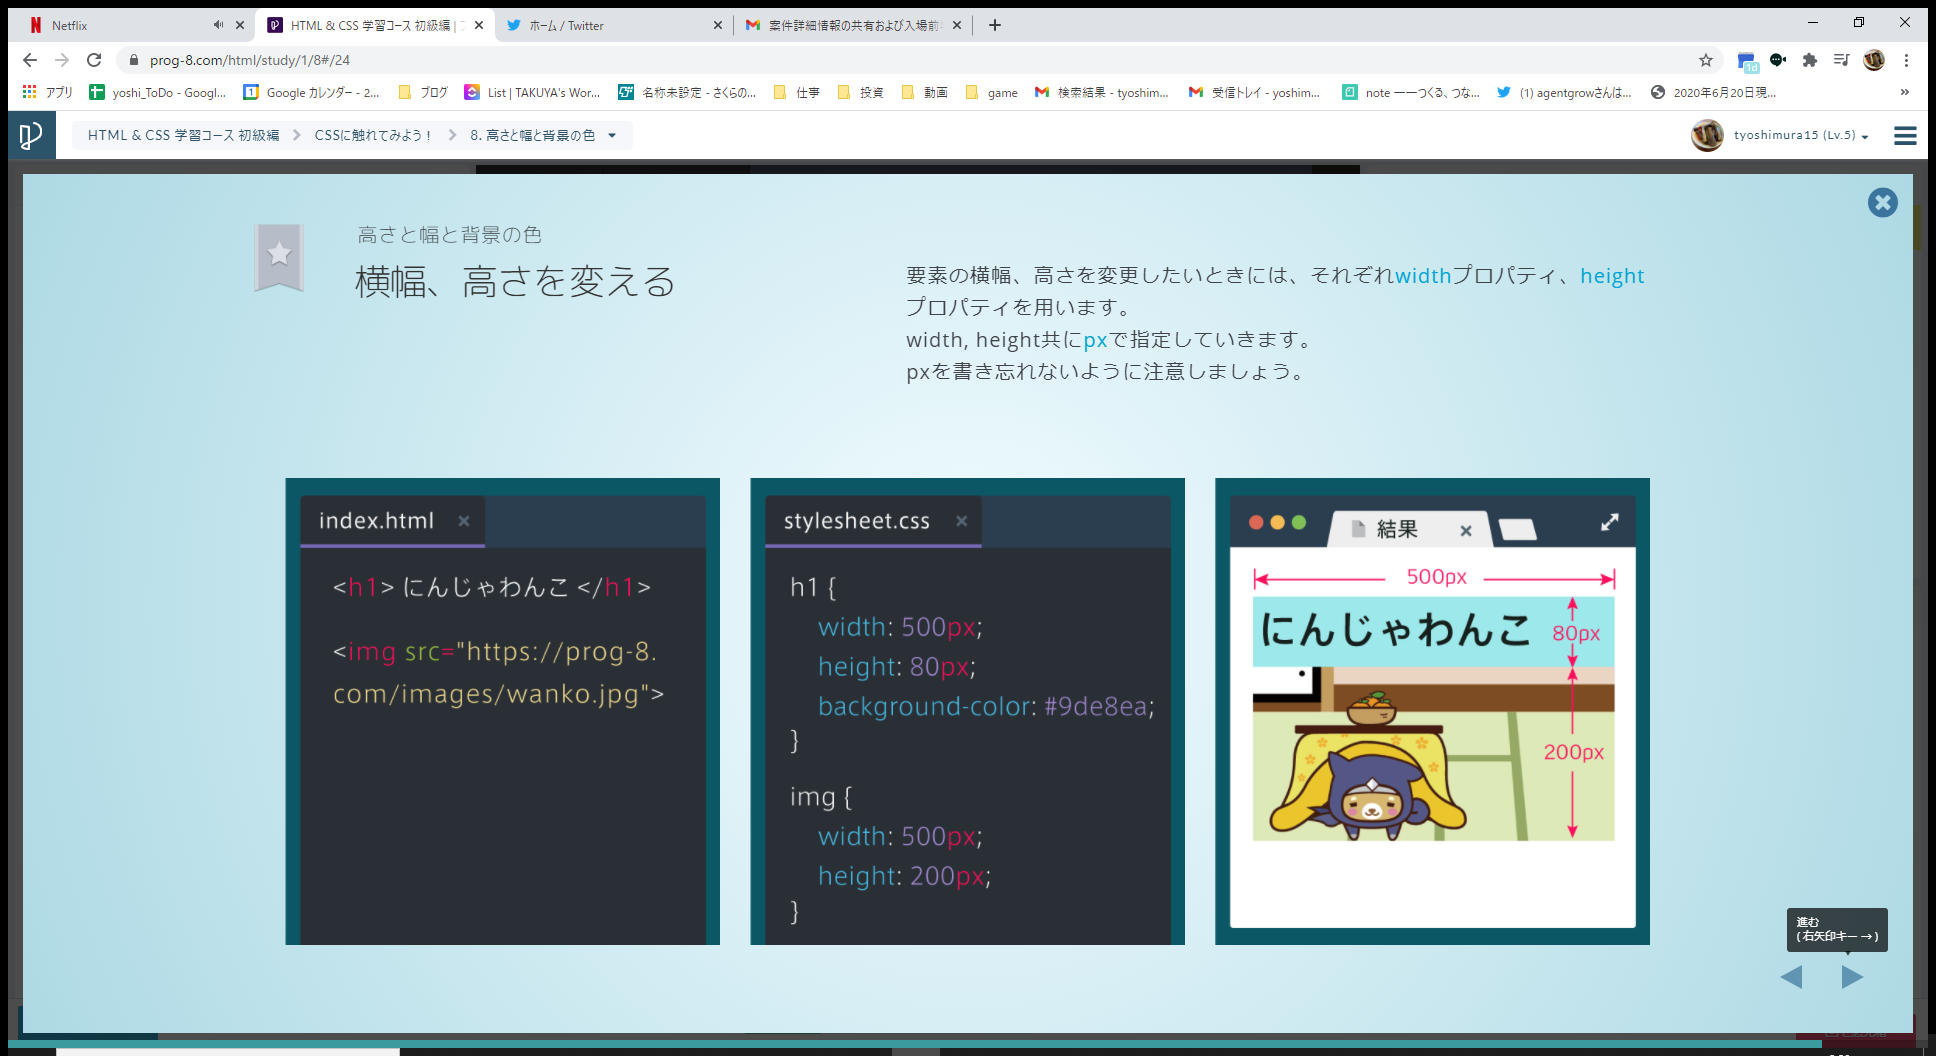 Netflix
HTML & CSS 学習コース 初級編 |
ホーム / Twitter
案件詳細情報の共有および入場前
prog-8.com/html/study/1/8#/24
1d
アプリ
yoshi_ToDo - Googl...
Google カレンダー - 2...
ブログ
List | TAKUYA's Wor...
名称未設定 - さくらの...
仕事
投資
動画
game
検索結果 - tyoshim...
受信トレイ - yoshim...
note ーーつくる、つな...
(1) agentgrowさんは...
2020年6月20日現...
»
HTML & CSS 学習コース 初級編
CSSに触れてみよう！
8. 高さと幅と背景の色
tyoshimura15 (Lv.5)
高さと幅と背景の色
横幅、高さを変える
要素の横幅、高さを変更したいときには、それぞれwidthプロパティ、height
プロパティを用います。
width, height共にpxで指定していきます。
pxを書き忘れないように注意しましょう。
index.html
<h1> にんじゃわんこ </h1>
<img src="https://prog-8.
com/images/wanko.jpg">
stylesheet.css
h1 {
width: 500px;
height: 80px;
background-color: #9de8ea;
}
img {
width: 500px;
height: 200px;
}
結果
500px
にんじゃわんこ
80px
200px
進む
(右矢印キー→)